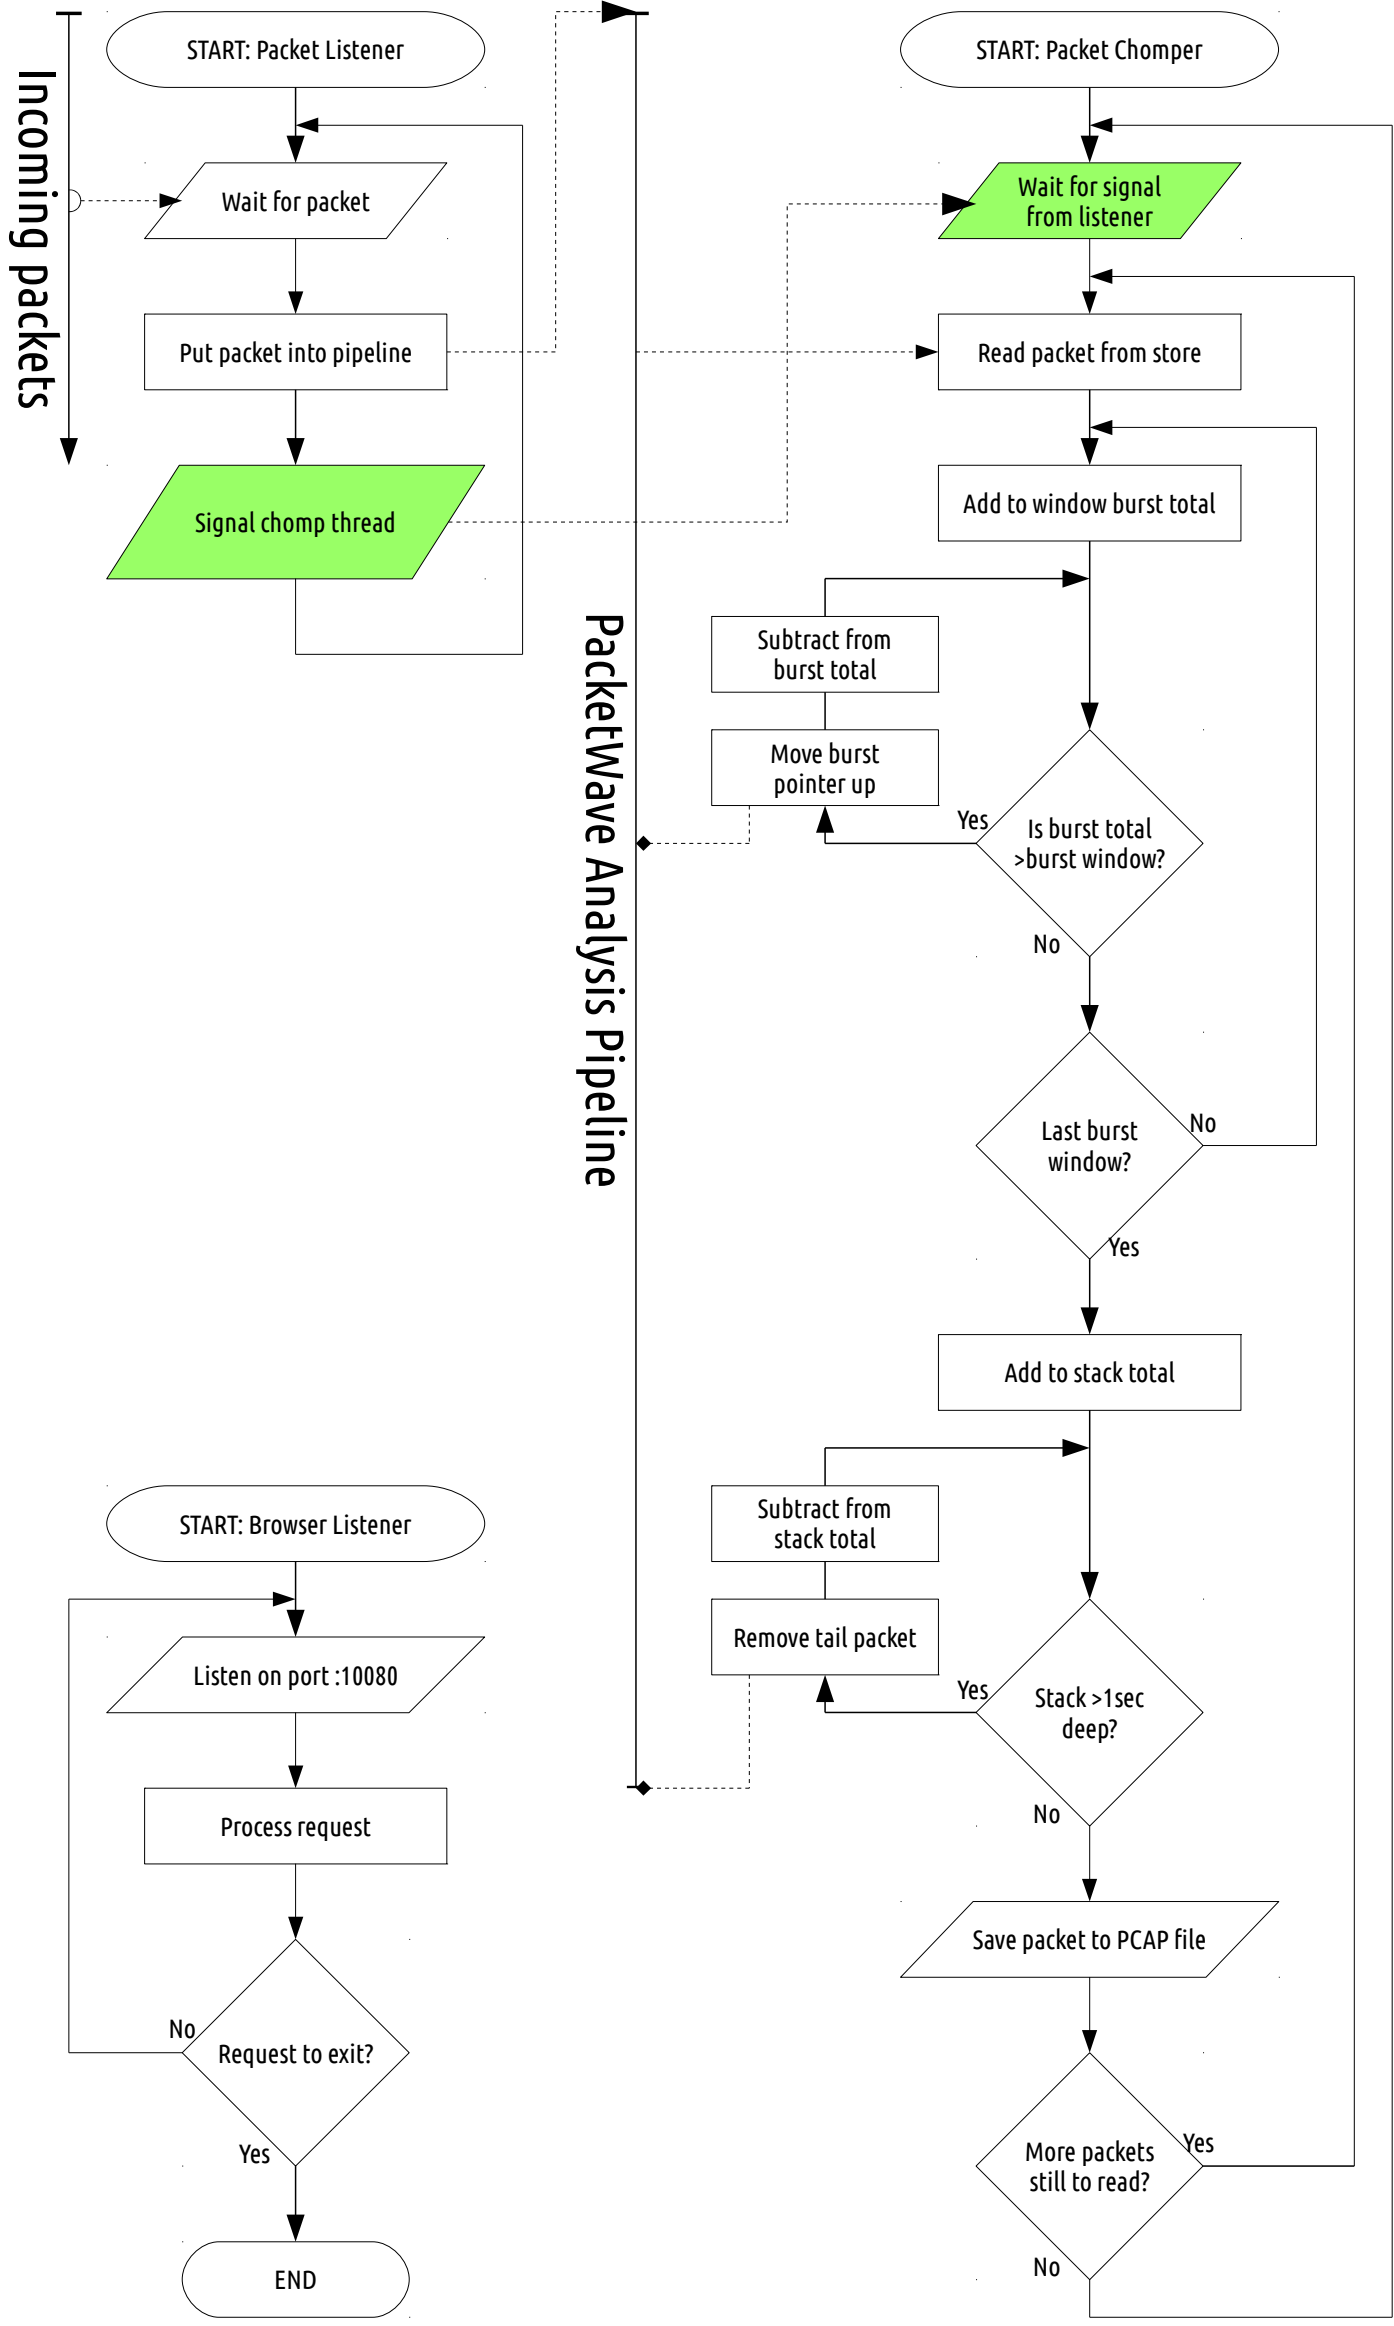 Incoming packets
START: Packet Listener
Wait for packet
Put packet into pipeline
Signal chomp thread
PacketWave Analysis Pipeline
START: Packet Chomper
Wait for signal
from listener
Read packet from store
Add to window burst total
Subtract from
burst total
Move burst
pointer up
Yes
Is burst total
>burst window?
No
Last burst
window?
No
Yes
Add to stack total
Subtract from
stack total
Remove tail packet
Yes
Stack >1sec
deep?
No
Save packet to PCAP file
More packets
still to read?
Yes
No
START: Browser Listener
Listen on port :10080
Process request
No
Request to exit?
Yes
END